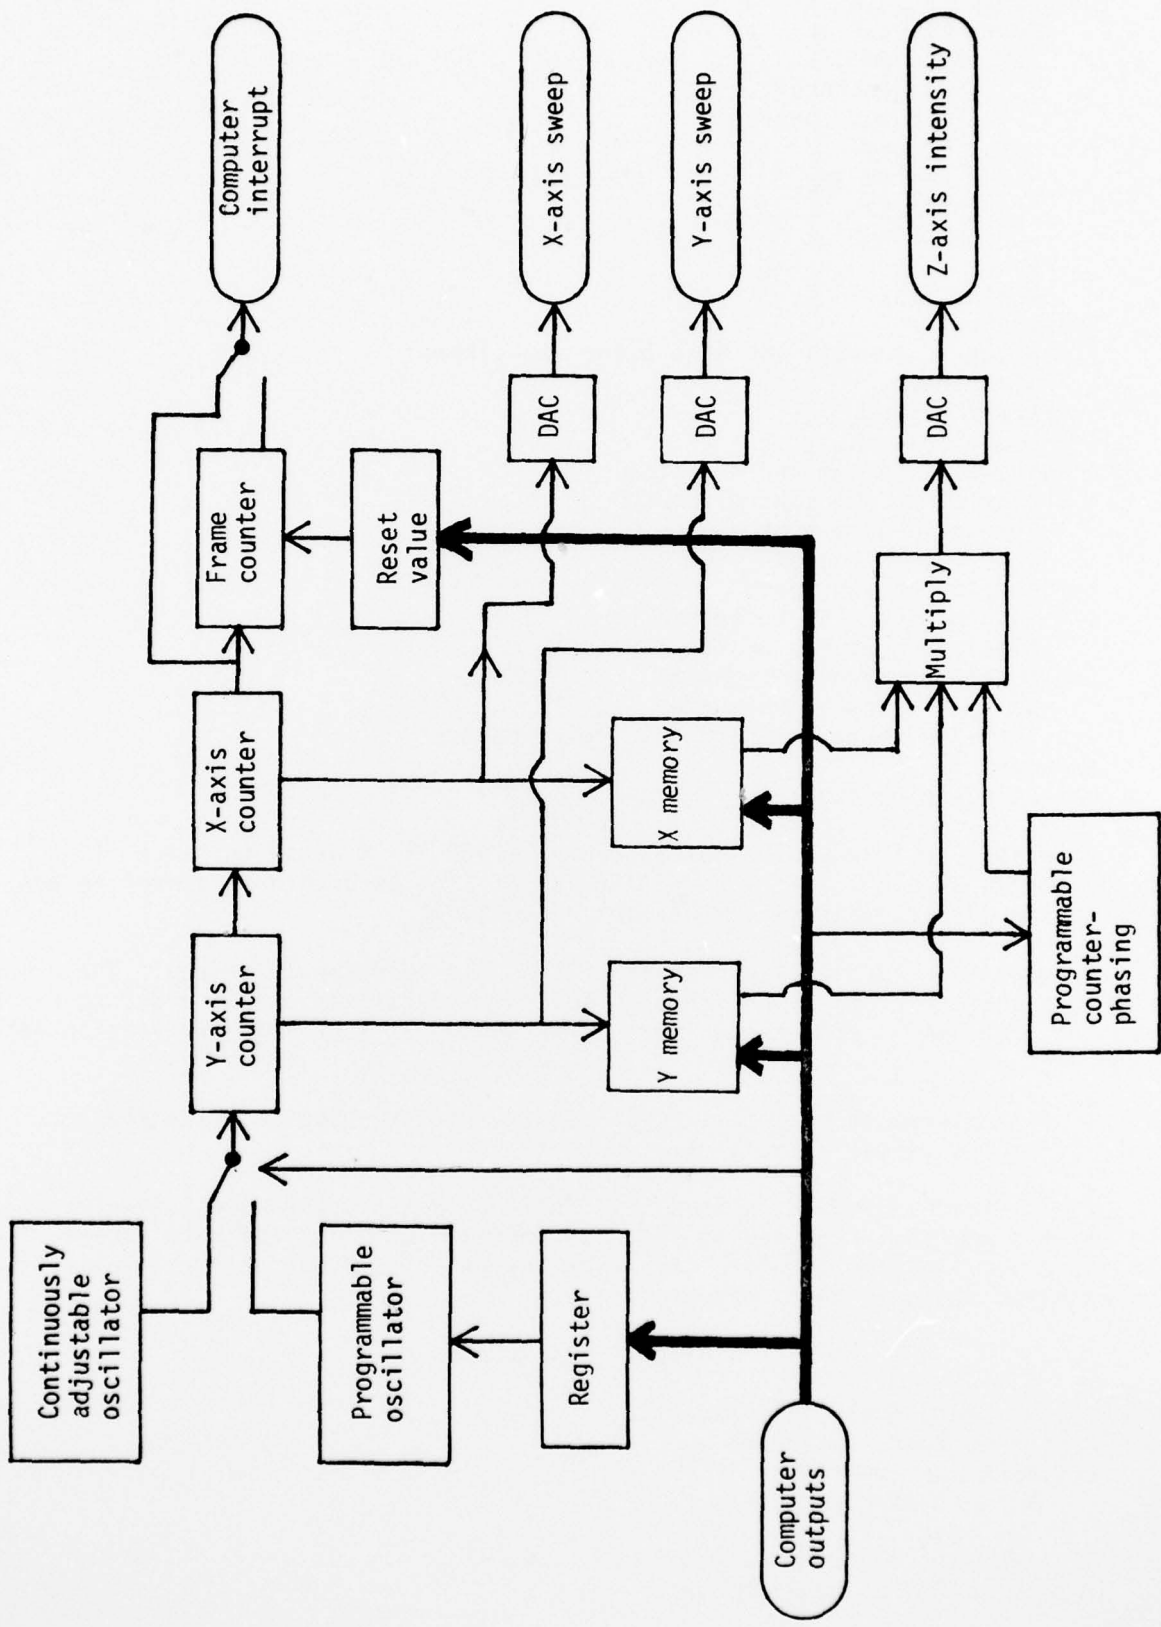 Continuously
adjustable
oscillator
Y-axis
counter
X-axis
counter
Frame
counter
Computer
interrupt
Programmable
oscillator
Reset
value
DAC
X-axis sweep
Register
Y memory
X memory
DAC
Y-axis sweep
Computer
outputs
Multiply
DAC
Z-axis intensity
Programmable
counter-
phasing